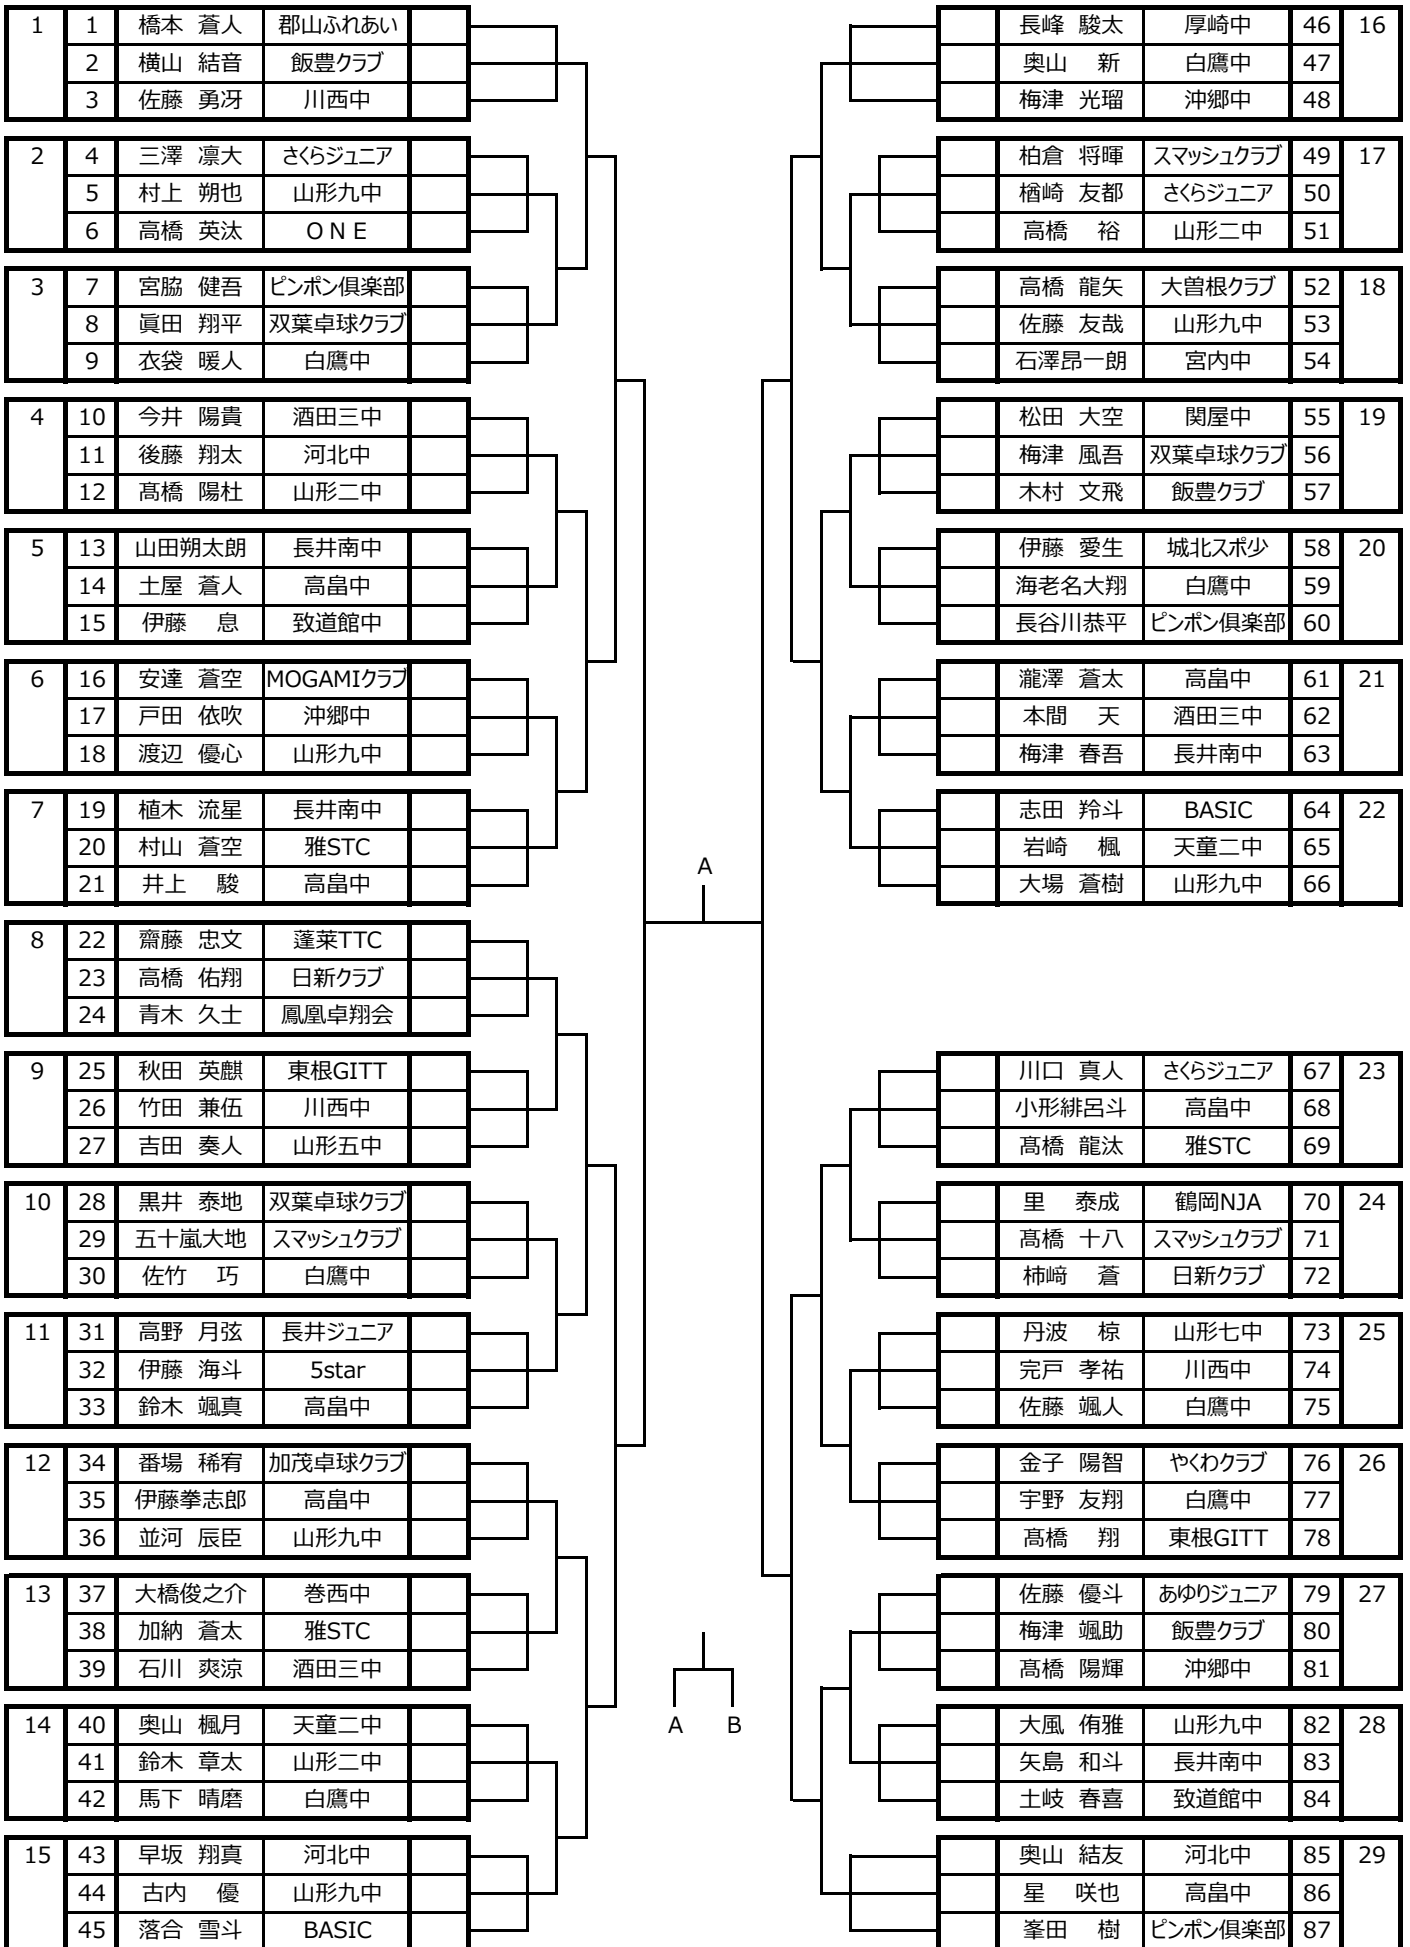 1 1 橋本 蒼人 郡山ふれあい
2 横山 結音 飯豊クラブ
3 佐藤 勇冴 川西中
2 4 三澤 凛大 さくらジュニア
5 村上 朔也 山形九中
6 高橋 英汰 ONE
3 7 宮脇 健吾 ピンポン倶楽部
8 眞田 翔平 双葉卓球クラブ
9 衣袋 暖人 白鷹中
4 10 今井 陽貴 酒田三中
11 後藤 翔太 河北中
12 髙橋 陽杜 山形二中
5 13 山田朔太朗 長井南中
14 土屋 蒼人 高畠中
15 伊藤 息 致道館中
6 16 安達 蒼空 MOGAMIクラブ
17 戸田 依吹 沖郷中
18 渡辺 優心 山形九中
7 19 植木 流星 長井南中
20 村山 蒼空 雅STC
21 井上 駿 高畠中
8 22 齋藤 忠文 蓬莱TTC
23 高橋 佑翔 日新クラブ
24 青木 久士 鳳凰卓翔会
9 25 秋田 英麒 東根GITT
26 竹田 兼伍 川西中
27 吉田 奏人 山形五中
10 28 黒井 泰地 双葉卓球クラブ
29 五十嵐大地 スマッシュクラブ
30 佐竹 巧 白鷹中
11 31 高野 月弦 長井ジュニア
32 伊藤 海斗 5star
33 鈴木 颯真 高畠中
12 34 番場 稀宥 加茂卓球クラブ
35 伊藤拳志郎 高畠中
36 並河 辰臣 山形九中
13 37 大橋俊之介 巻西中
38 加納 蒼太 雅STC
39 石川 爽涼 酒田三中
14 40 奥山 楓月 天童二中
41 鈴木 章太 山形二中
42 馬下 晴磨 白鷹中
15 43 早坂 翔真 河北中
44 古内 優 山形九中
45 落合 雪斗 BASIC
A
A B
長峰 駿太 厚崎中 46 16
奥山 新 白鷹中 47
梅津 光瑠 沖郷中 48
柏倉 将暉 スマッシュクラブ 49 17
楢崎 友都 さくらジュニア 50
高橋 裕 山形二中 51
高橋 龍矢 大曽根クラブ 52 18
佐藤 友哉 山形九中 53
石澤昂一朗 宮内中 54
松田 大空 関屋中 55 19
梅津 風吾 双葉卓球クラブ 56
木村 文飛 飯豊クラブ 57
伊藤 愛生 城北スポ少 58 20
海老名大翔 白鷹中 59
長谷川恭平 ピンポン倶楽部 60
瀧澤 蒼太 高畠中 61 21
本間 天 酒田三中 62
梅津 春吾 長井南中 63
志田 羚斗 BASIC 64 22
岩崎 楓 天童二中 65
大場 蒼樹 山形九中 66
川口 真人 さくらジュニア 67 23
小形緋呂斗 高畠中 68
髙橋 龍汰 雅STC 69
里 泰成 鶴岡NJA 70 24
髙橋 十八 スマッシュクラブ 71
柿﨑 蒼 日新クラブ 72
丹波 椋 山形七中 73 25
完戸 孝祐 川西中 74
佐藤 颯人 白鷹中 75
金子 陽智 やくわクラブ 76 26
宇野 友翔 白鷹中 77
髙橋 翔 東根GITT 78
佐藤 優斗 あゆりジュニア 79 27
梅津 颯助 飯豊クラブ 80
髙橋 陽輝 沖郷中 81
大風 侑雅 山形九中 82 28
矢島 和斗 長井南中 83
土岐 春喜 致道館中 84
奥山 結友 河北中 85 29
星 咲也 高畠中 86
峯田 樹 ピンポン倶楽部 87